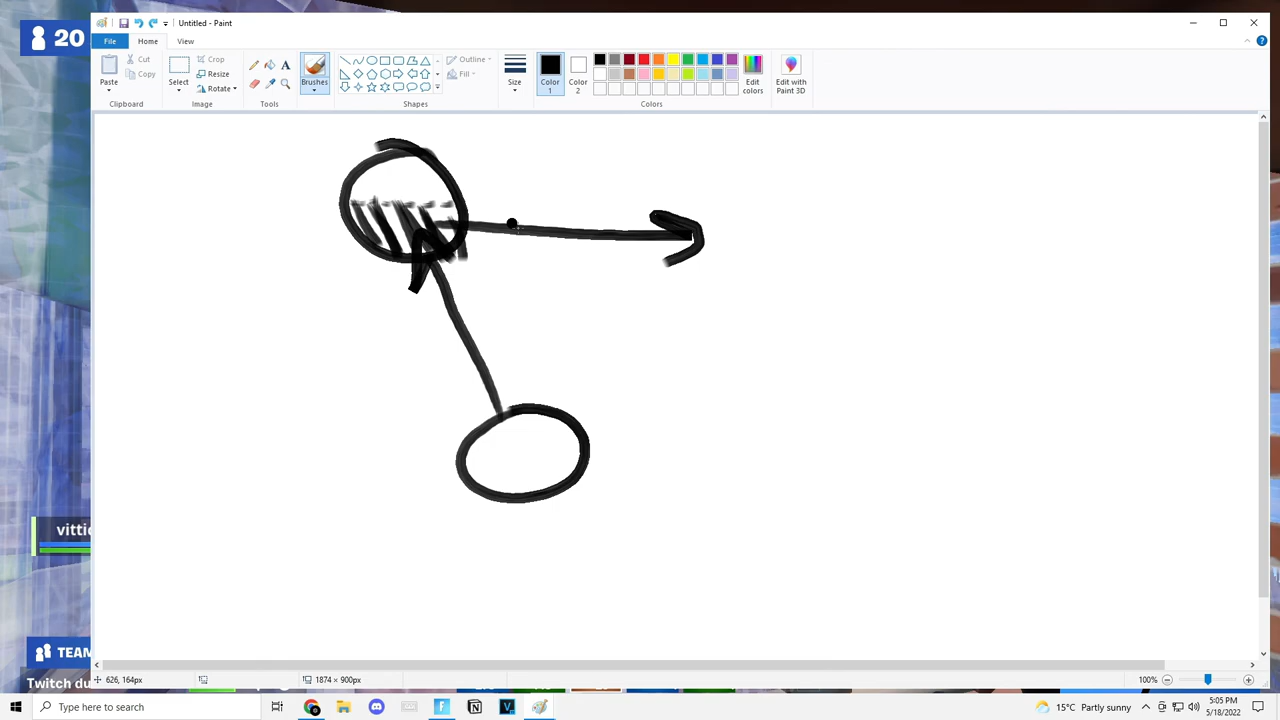 20
Untitled - Paint
File
Home
View
Paste
Cut
Copy
Clipboard
Select
Crop
Resize
Rotate
Image
Tools
Brushes
Shapes
Outline
Fill
Size
Color 1
Color 2
Edit colors
Edit with Paint 3D
Colors
vittic
TEAM
Twitch du
626, 164px
1874 × 900px
100%
Type here to search
15°C Partly sunny
5:05 PM
5/18/2022